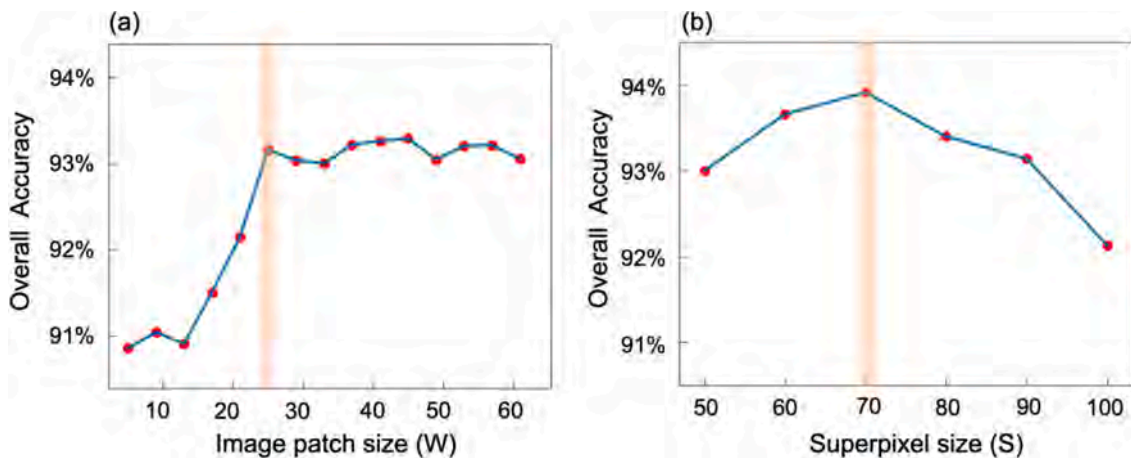 (a)
94%
93%
92%
91%
Overall Accuracy
10 20 30 40 50 60
Image patch size (W)
(b)
94%
93%
92%
91%
Overall Accuracy
50 60 70 80 90 100
Superpixel size (S)